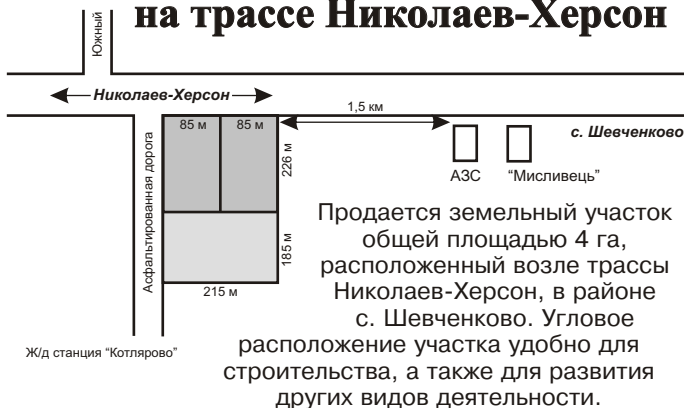 на трассе Николаев-Херсон
Южный
Николаев-Херсон
1,5 км
85 м 85 м
с. Шевченково
226 м
Асфальтированная дорога
АЗС "Мисливець"
185 м
215 м
Ж/д станция "Котлярово"
Продается земельный участок
общей площадью 4 га,
расположенный возле трассы
Николаев-Херсон, в районе
с. Шевченково. Угловое
расположение участка удобно для
строительства, а также для развития
других видов деятельности.